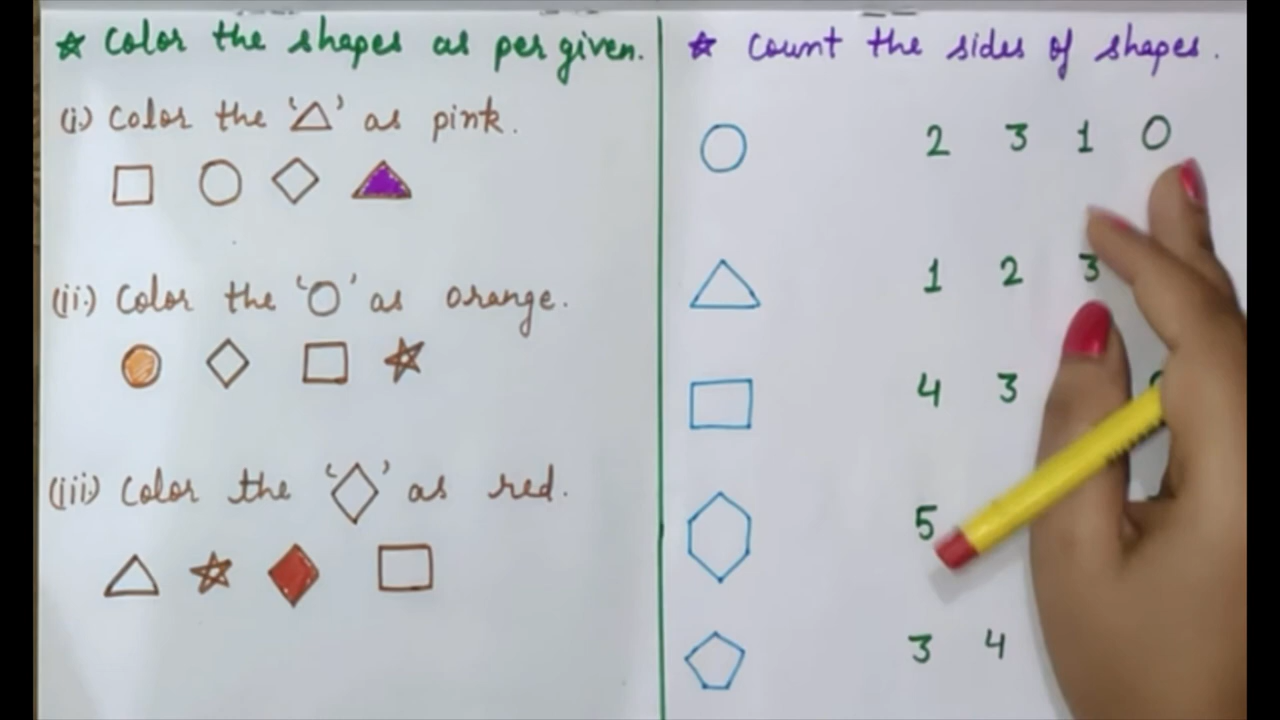 ☆ Color the shapes as per given.
(i.) Color the '△' as pink.
(ii.) Color the '○' as orange.
(iii.) Color the '◇' as red.
☆ Count the sides of shapes.
2 3 1 0
1 2 3
4 3
5
3 4